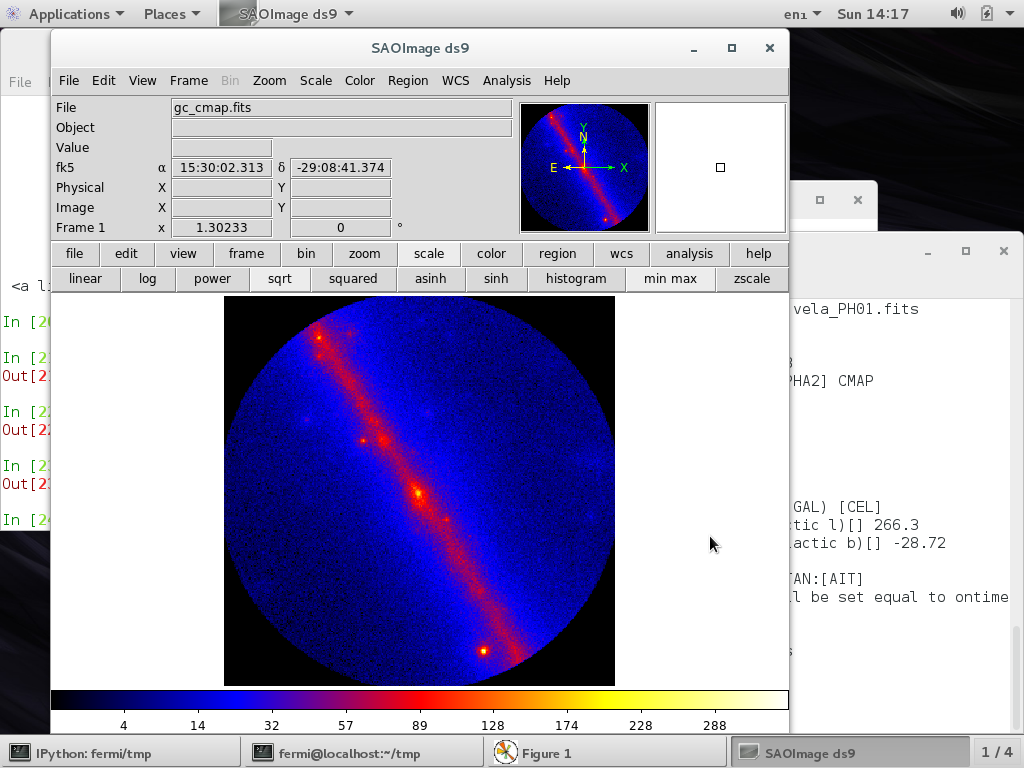 Applications Places SAOImage ds9 en1 Sun 14:17
SAOImage ds9
File
File Edit View Frame Bin Zoom Scale Color Region WCS Analysis Help
File gc_cmap.fits
Object
Value
fk5 α 15:30:02.313 δ -29:08:41.374
Physical X Y
Image X Y
Frame 1 x 1.30233 0 °
Y
N
E X
file edit view frame bin zoom scale color region wcs analysis help
linear log power sqrt squared asinh sinh histogram min max zscale
<a li
In [2
In [2
Out[2
In [2
Out[2
In [2
Out[2
In [2
vela_PH01.fits
PHA2] CMAP
GAL) [CEL]
tic l)[] 266.3
actic b)[] -28.72
TAN:[AIT]
ll be set equal to ontime
s
4 14 32 57 89 128 174 228 288
IPython: fermi/tmp fermi@localhost:~/tmp Figure 1 SAOImage ds9 1 / 4